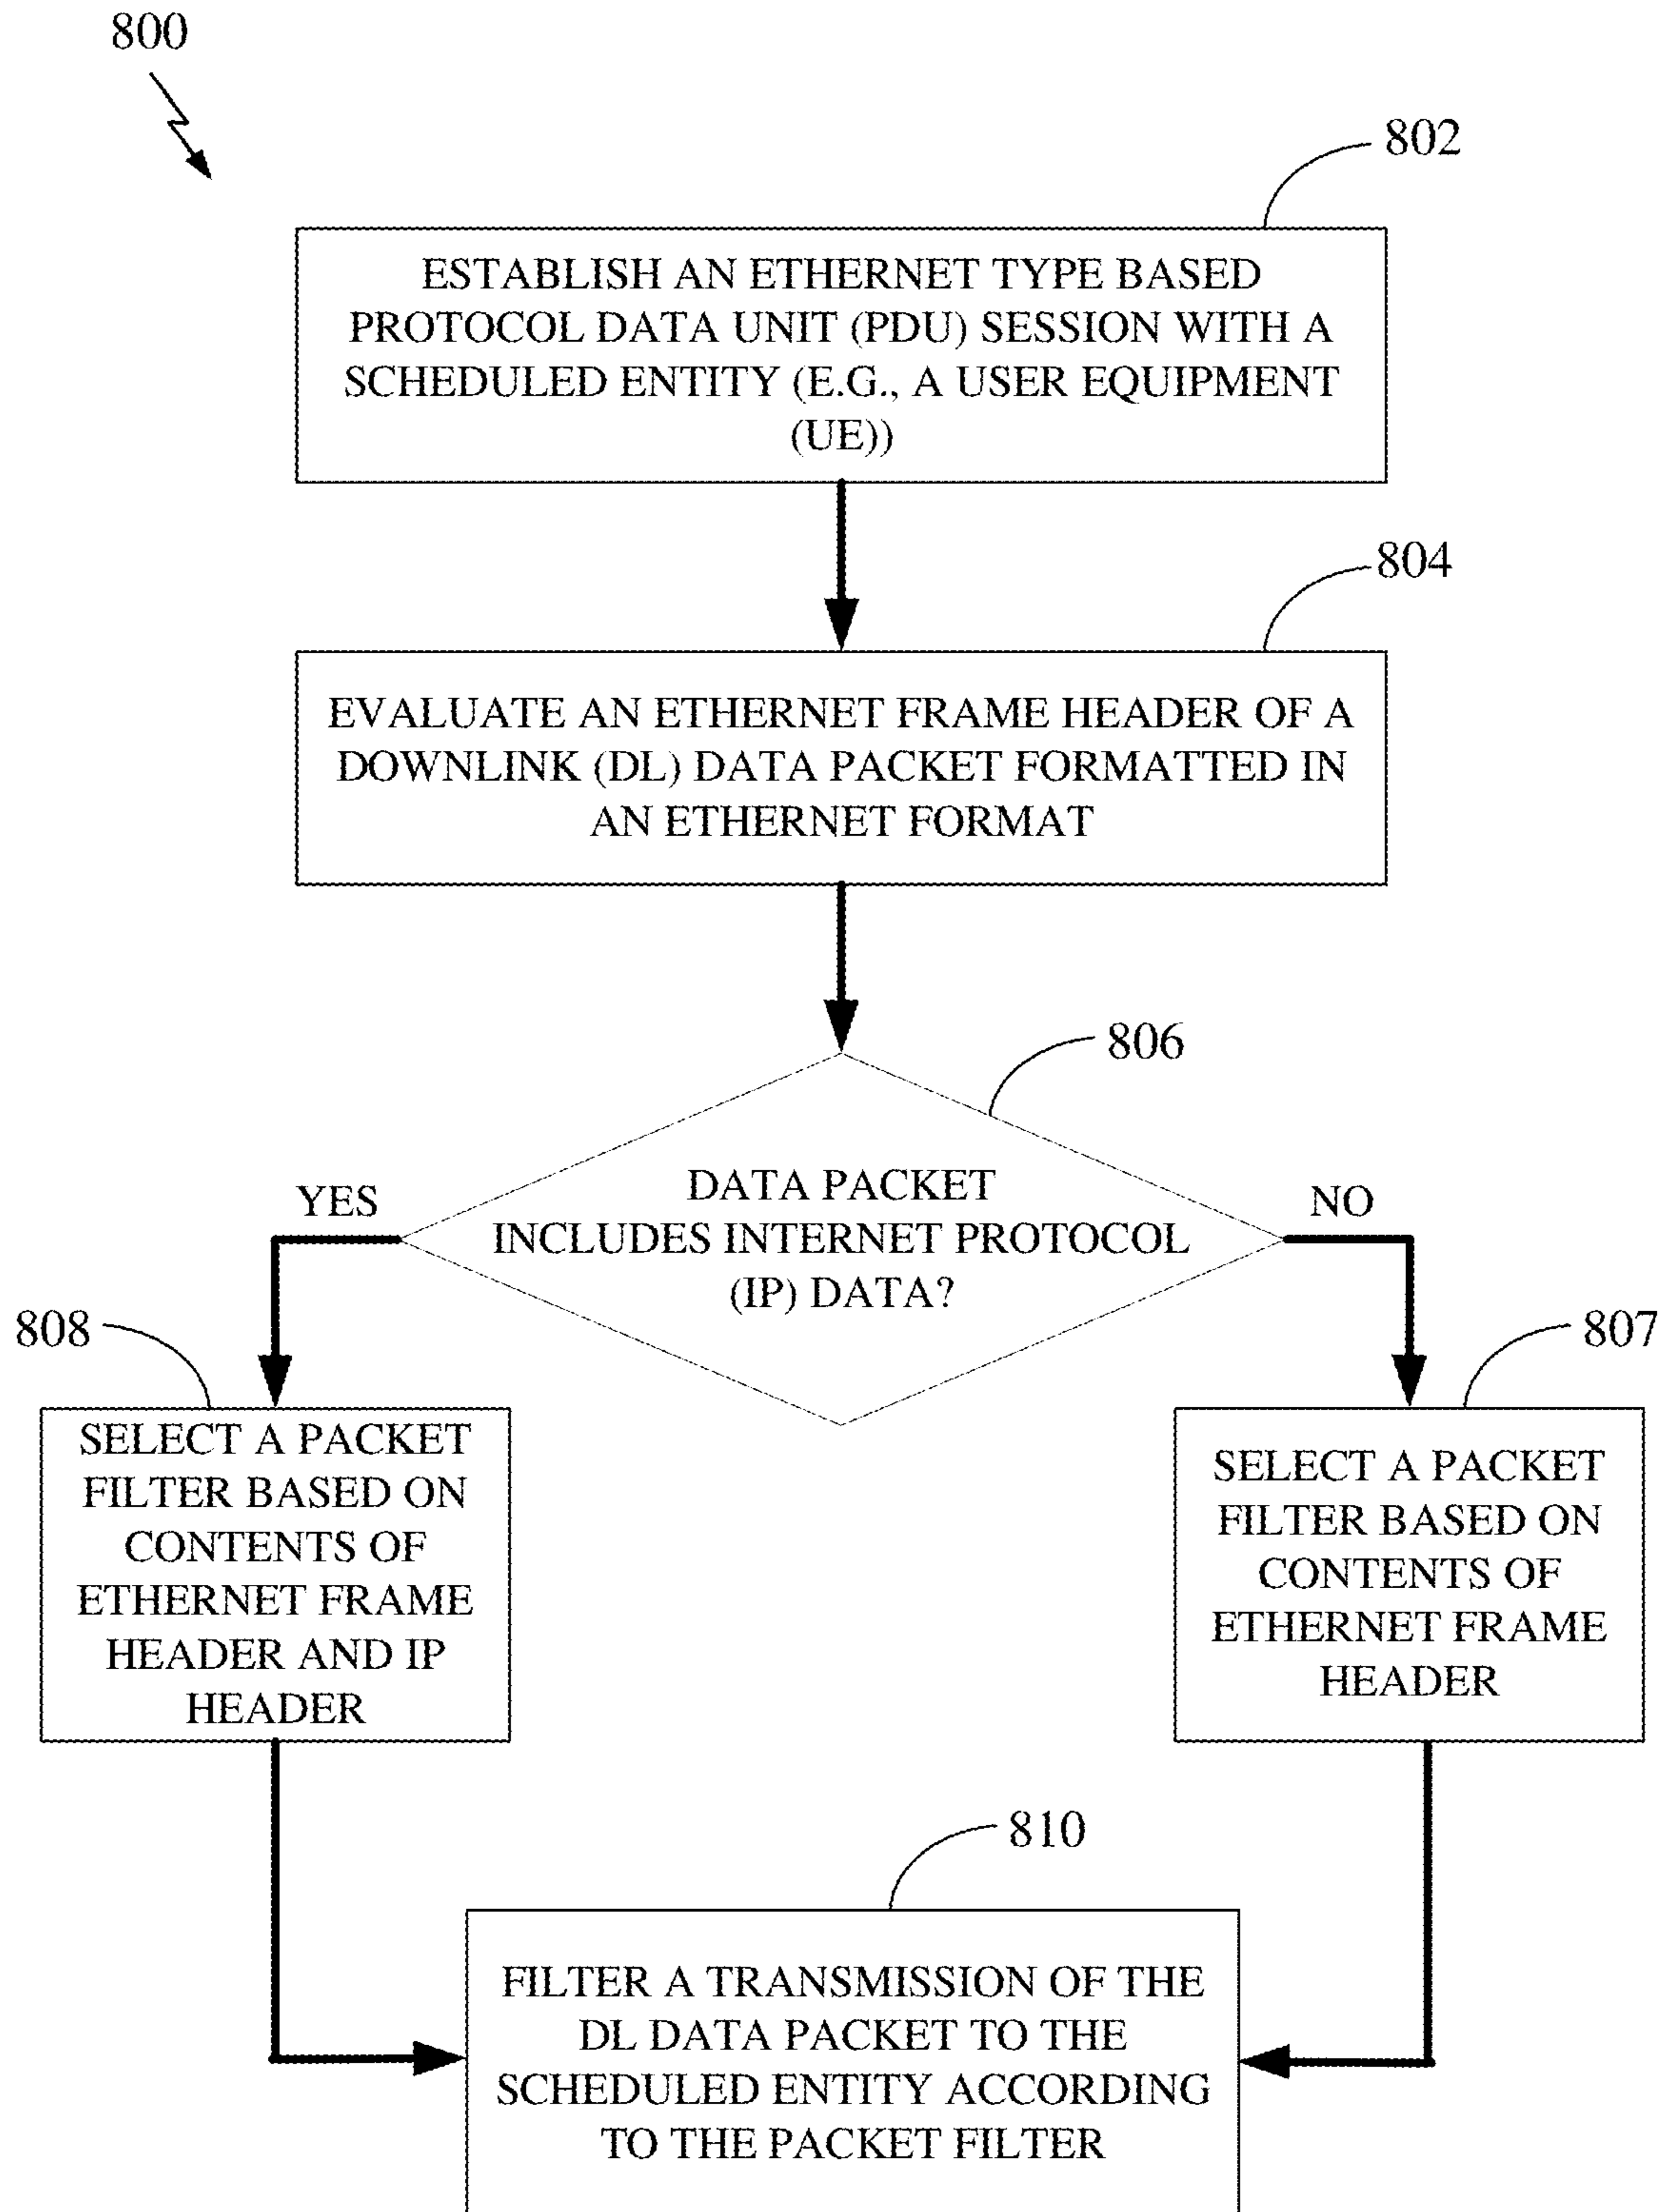 800
802
ESTABLISH AN ETHERNET TYPE BASED
PROTOCOL DATA UNIT (PDU) SESSION WITH A
SCHEDULED ENTITY (E.G., A USER EQUIPMENT
(UE))
804
EVALUATE AN ETHERNET FRAME HEADER OF A
DOWNLINK (DL) DATA PACKET FORMATTED IN
AN ETHERNET FORMAT
806
DATA PACKET
INCLUDES INTERNET PROTOCOL
(IP) DATA?
YES
NO
808
SELECT A PACKET
FILTER BASED ON
CONTENTS OF
ETHERNET FRAME
HEADER AND IP
HEADER
807
SELECT A PACKET
FILTER BASED ON
CONTENTS OF
ETHERNET FRAME
HEADER
810
FILTER A TRANSMISSION OF THE
DL DATA PACKET TO THE
SCHEDULED ENTITY ACCORDING
TO THE PACKET FILTER